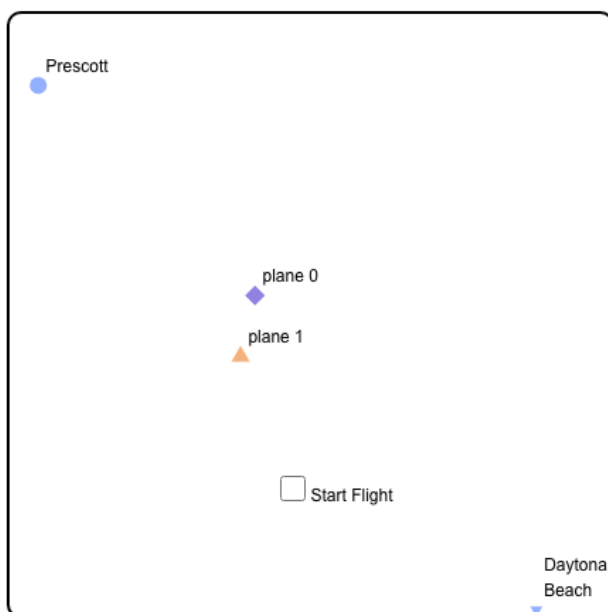 Prescott
plane 0
plane 1
Start Flight
Daytona
Beach